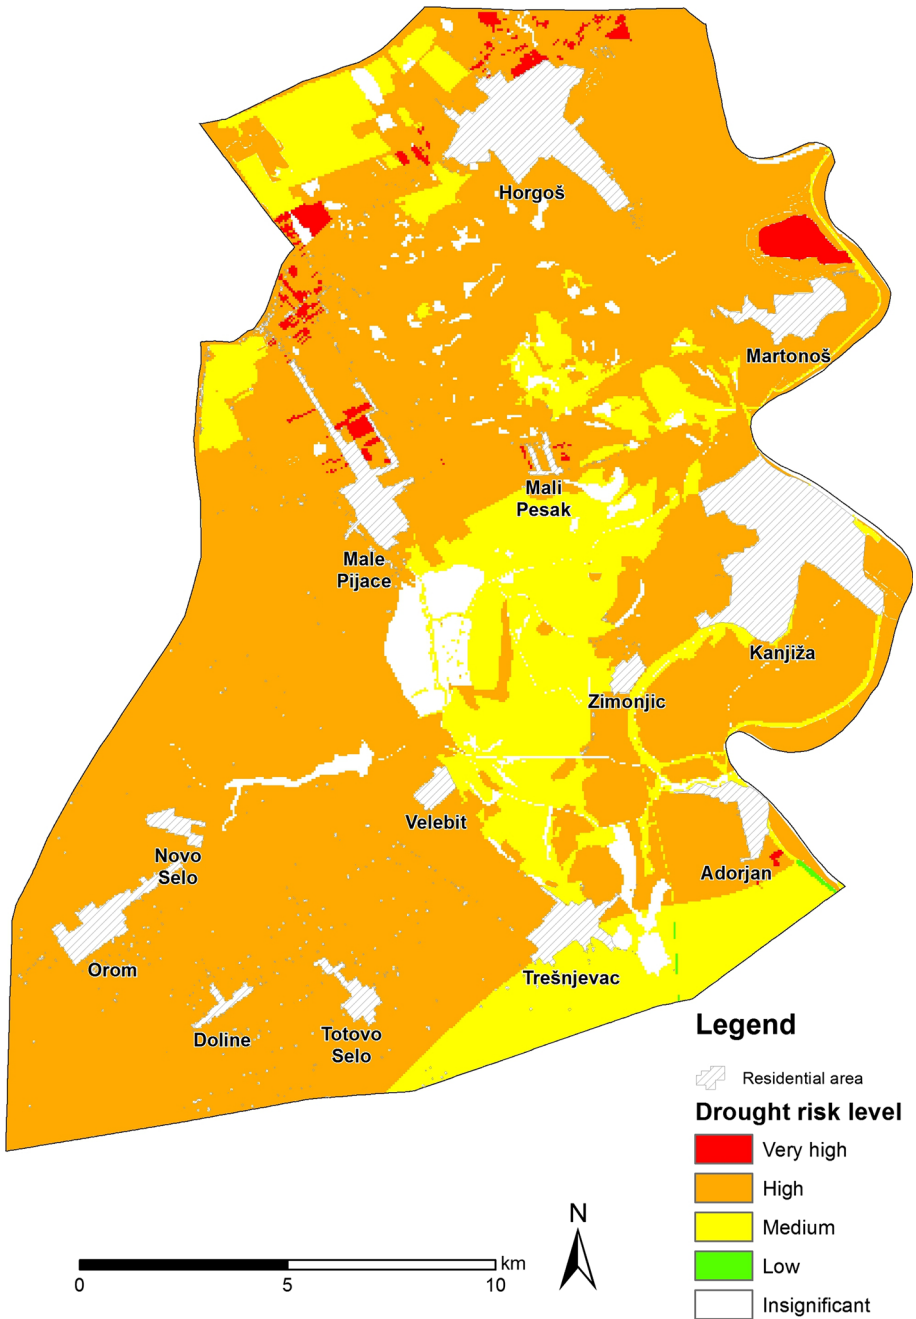 Horgoš
Martonoš
Mali
Pesak
Male
Pijace
Kanjiža
Zimonjic
Velebit
Novo
Selo
Adorjan
Orom
Trešnjevac
Doline
Totovo
Selo
Legend
Residential area
Drought risk level
Very high
High
Medium
Low
Insignificant
N
km
0 5 10